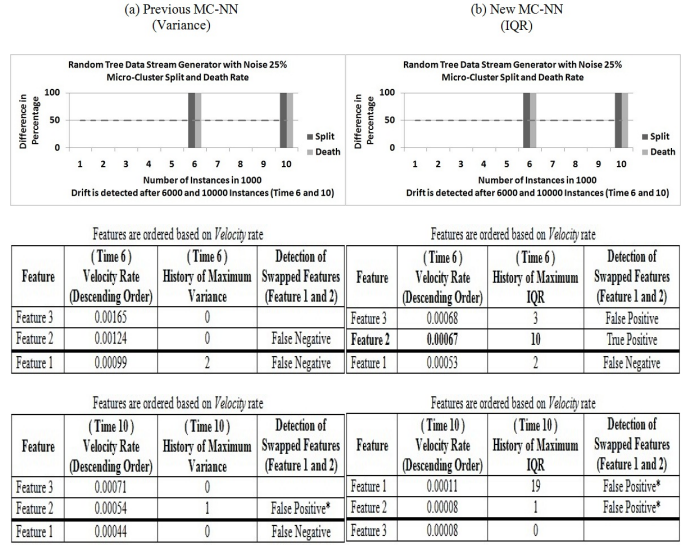 (a) Previous MC-NN
(Variance)
(b) New MC-NN
(IQR)
Random Tree Data Stream Generator with Noise 25%
Micro-Cluster Split and Death Rate
Difference in
Percentage
100
50
0
1 2 3 4 5 6 7 8 9 10
Split
Death
Number of Instances in 1000
Drift is detected after 6000 and 10000 Instances (Time 6 and 10)
Random Tree Data Stream Generator with Noise 25%
Micro-Cluster Split and Death Rate
Difference in
Percentage
100
50
0
1 2 3 4 5 6 7 8 9 10
Split
Death
Number of Instances in 1000
Drift is detected after 6000 and 10000 Instances (Time 6 and 10)
Features are ordered based on Velocity rate
Feature
( Time 6 )
Velocity Rate
(Descending Order)
( Time 6 )
History of Maximum
Variance
Detection of
Swapped Features
(Feature 1 and 2)
Feature 3 0.00165 0
Feature 2 0.00124 0 False Negative
Feature 1 0.00099 2 False Negative
Features are ordered based on Velocity rate
Feature
( Time 6 )
Velocity Rate
(Descending Order)
( Time 6 )
History of Maximum
IQR
Detection of
Swapped Features
(Feature 1 and 2)
Feature 3 0.00068 3 False Positive
Feature 2 0.00067 10 True Positive
Feature 1 0.00053 2 False Negative
Features are ordered based on Velocity rate
Feature
( Time 10 )
Velocity Rate
(Descending Order)
( Time 10 )
History of Maximum
Variance
Detection of
Swapped Features
(Feature 1 and 2)
Feature 3 0.00071 0
Feature 2 0.00054 1 False Positive*
Feature 1 0.00044 0 False Negative
Features are ordered based on Velocity rate
Feature
( Time 10 )
Velocity Rate
(Descending Order)
( Time 10 )
History of Maximum
IQR
Detection of
Swapped Features
(Feature 1 and 2)
Feature 1 0.00011 19 False Positive*
Feature 2 0.00008 1 False Positive*
Feature 3 0.00008 0